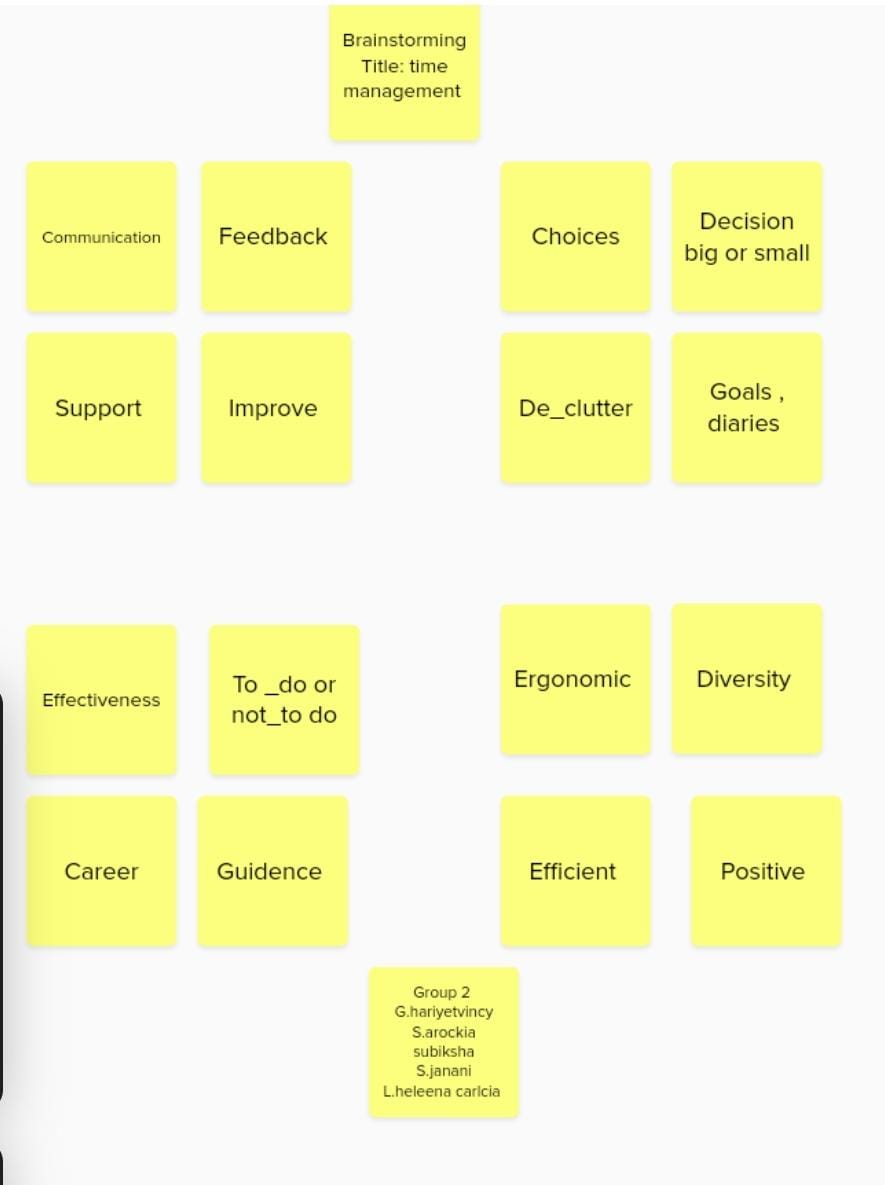 Brainstorming
Title: time
management
Communication
Feedback
Choices
Decision
big or small
Support
Improve
De_clutter
Goals ,
diaries
Effectiveness
To _do or
not_to do
Ergonomic
Diversity
Career
Guidence
Efficient
Positive
Group 2
G.hariyetvincy
S.arockia
subiksha
S.janani
L.heleena carlcia